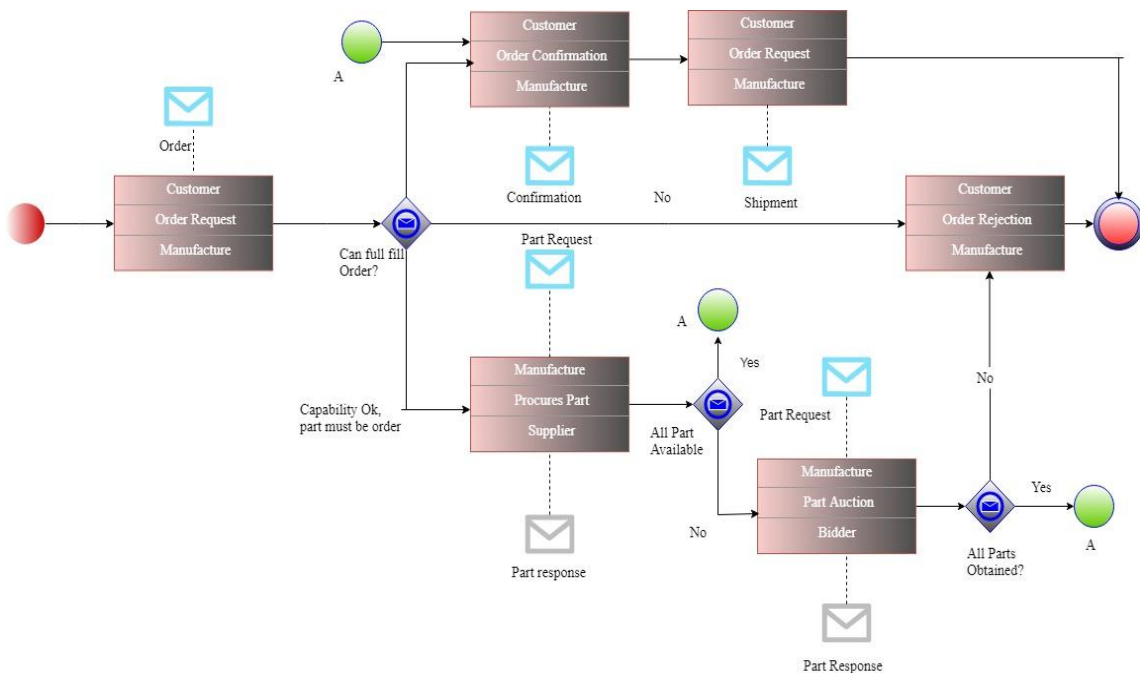 Customer
Order Confirmation
Manufacture
Customer
Order Request
Manufacture
A
Order
Confirmation
Shipment
Customer
Order Request
Manufacture
Can full fill
Order?
No
Customer
Order Rejection
Manufacture
Part Request
Capability Ok,
part must be order
Manufacture
Procures Part
Supplier
Part response
All Part
Available
A
Yes
No
Part Request
Manufacture
Part Auction
Bidder
Part Response
All Parts
Obtained?
No
Yes
A